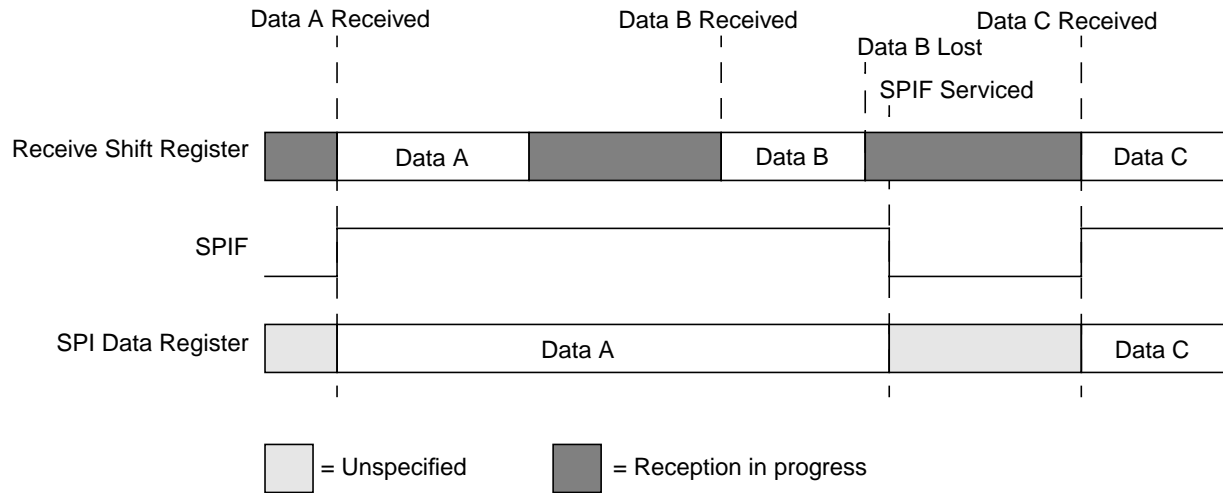 Data A Received
Data B Received
Data C Received
Data B Lost
SPIF Serviced
Receive Shift Register
Data A
Data B
Data C
SPIF
SPI Data Register
Data A
Data C
= Unspecified
= Reception in progress